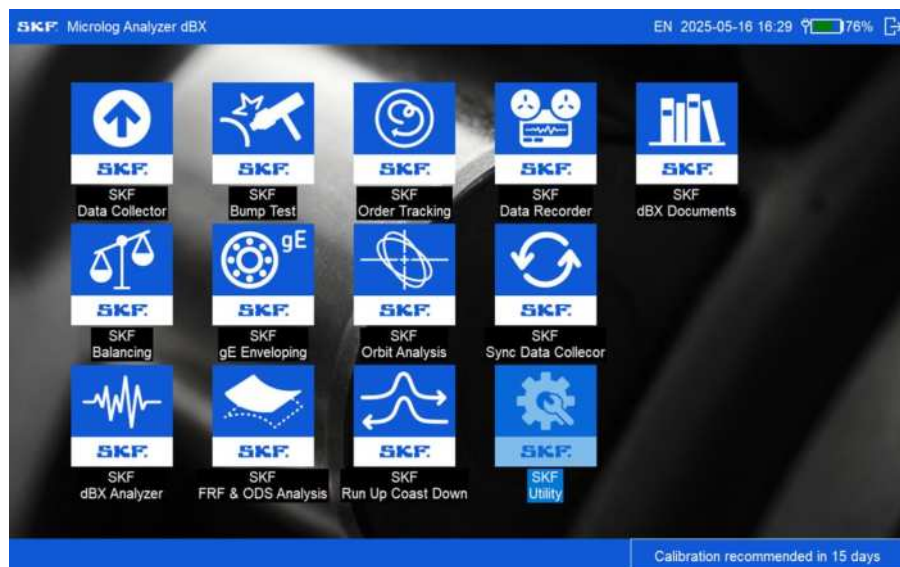 SKF. Microlog Analyzer dBX
EN 2025-05-16 16:29 76%
SKF. SKF. SKF. SKF. SKF.
SKF SKF SKF SKF SKF
Data Collector Bump Test Order Tracking Data Recorder dBX Documents
gE
SKF. SKF. SKF. SKF.
SKF SKF SKF SKF
Balancing gE Enveloping Orbit Analysis Sync Data Collecor
SKF. SKF. SKF. SKF.
SKF SKF SKF SKF
dBX Analyzer FRF & ODS Analysis Run Up Coast Down Utility
Calibration recommended in 15 days